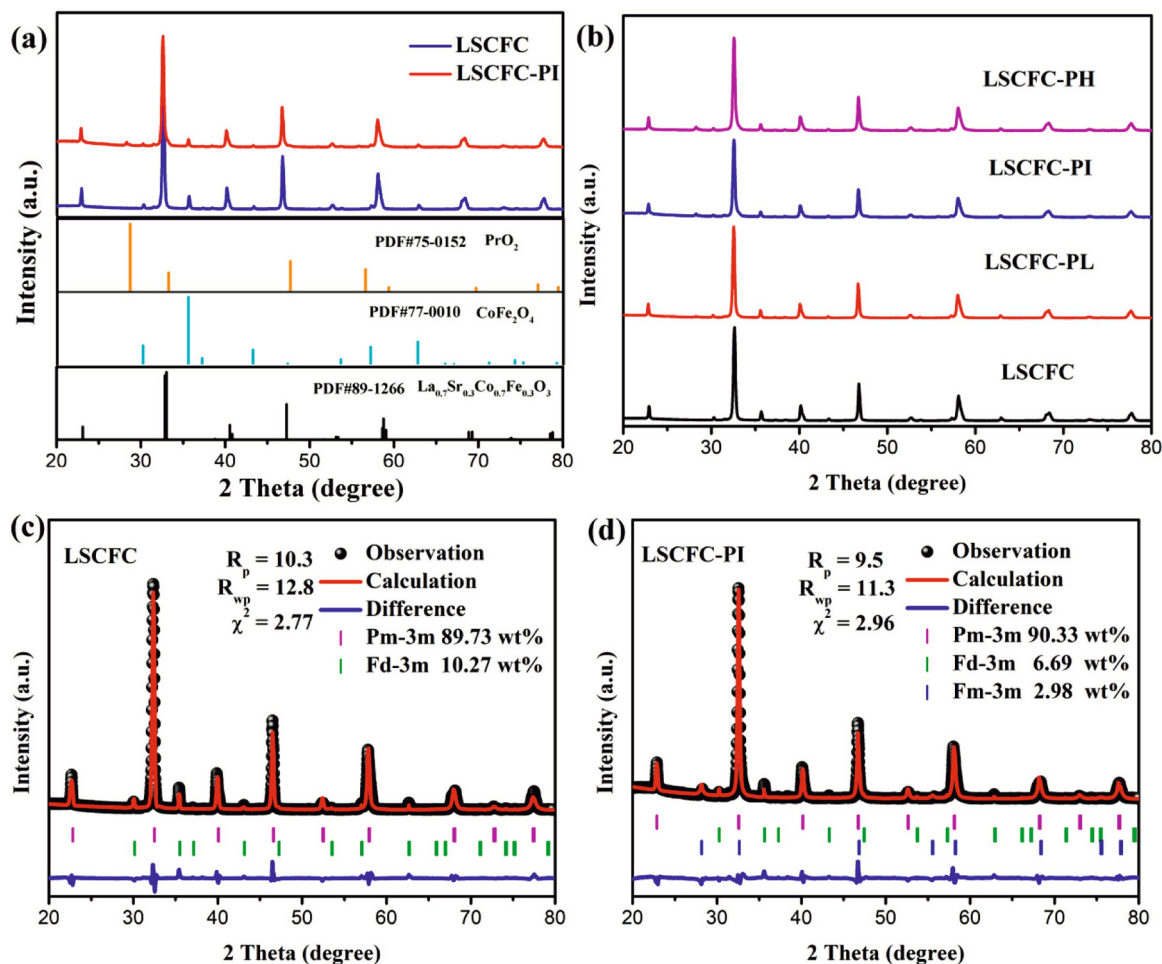 (a)
LSCFC
LSCFC-PI
PDF#75-0152 PrO₂
PDF#77-0010 CoFe₂O₄
PDF#89-1266 La₀.₇Sr₀.₃Co₀.₇Fe₀.₃O₃
Intensity (a.u.)
20 30 40 50 60 70 80
2 Theta (degree)
(b)
LSCFC-PH
LSCFC-PI
LSCFC-PL
LSCFC
Intensity (a.u.)
20 30 40 50 60 70 80
2 Theta (degree)
(c)
LSCFC
Rₚ = 10.3
R_wp = 12.8
χ² = 2.77
Observation
Calculation
Difference
Pm-3m 89.73 wt%
Fd-3m 10.27 wt%
Intensity (a.u.)
20 30 40 50 60 70 80
2 Theta (degree)
(d)
LSCFC-PI
Rₚ = 9.5
R_wp = 11.3
χ² = 2.96
Observation
Calculation
Difference
Pm-3m 90.33 wt%
Fd-3m 6.69 wt%
Fm-3m 2.98 wt%
Intensity (a.u.)
20 30 40 50 60 70 80
2 Theta (degree)